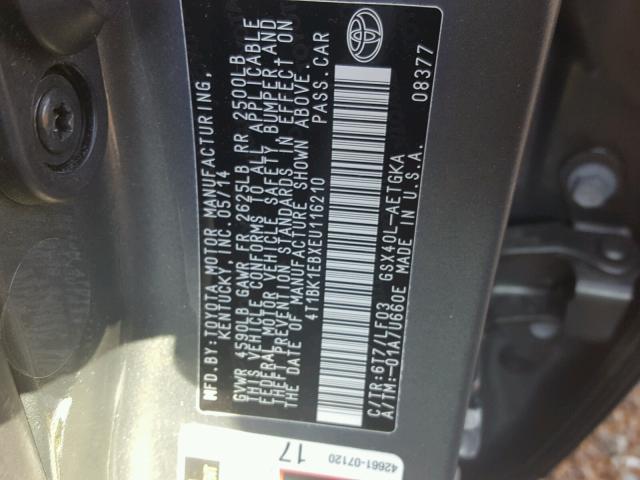 MFD.BY:TOYOTA MOTOR MANUFACTURING,
KENTUCKY, INC. 05/14
GVWR 4590LB GAWR FR 2625LB RR 2500LB
THIS VEHICLE CONFORMS TO ALL APPLICABLE
FEDERAL MOTOR VEHICLE SAFETY, BUMPER,AND
THEFT PREVENTION STANDARDS IN EFFECT ON
THE DATE OF MANUFACTURE SHOWN ABOVE.
4T1BK1EBXEU116210 PASS.CAR
C/TR:6T7/LF03 GSX40L-AETGKA
A/TM:-01A/U660E MADE IN U.S.A.
08377
42661-07120
17